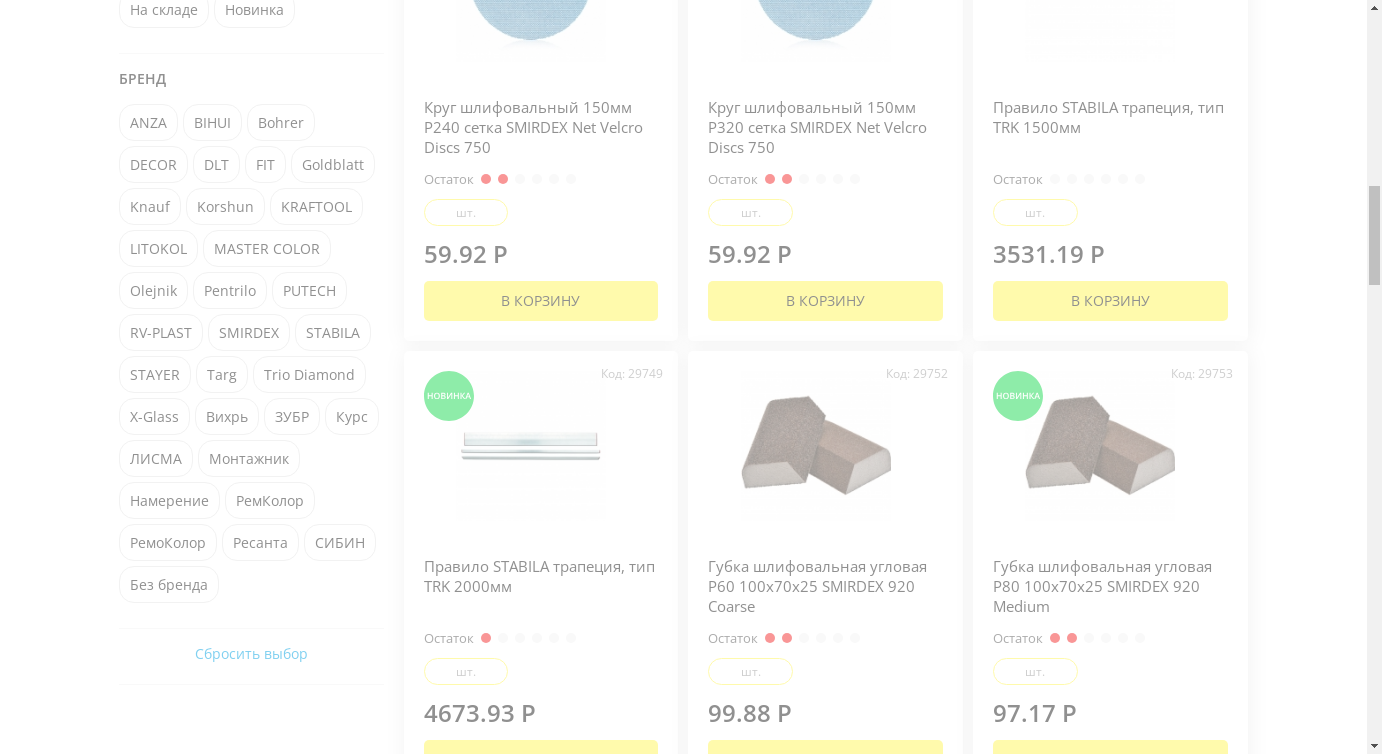 На складе
Новинка
БРЕНД
ANZA
BIHUI
Bohrer
DECOR
DLT
FIT
Goldblatt
Knauf
Korshun
KRAFTOOL
LITOKOL
MASTER COLOR
Olejnik
Pentrilo
PUTECH
RV-PLAST
SMIRDEX
STABILA
STAYER
Targ
Trio Diamond
X-Glass
Вихрь
ЗУБР
Курс
ЛИСМА
Монтажник
Намерение
РемКолор
РемоКолор
Ресанта
СИБИН
Без бренда
Сбросить выбор
Круг шлифовальный 150мм
P240 сетка SMIRDEX Net Velcro
Discs 750
Остаток
шт.
59.92 Р
В КОРЗИНУ
Круг шлифовальный 150мм
P320 сетка SMIRDEX Net Velcro
Discs 750
Остаток
шт.
59.92 Р
В КОРЗИНУ
Правило STABILA трапеция, тип
TRK 1500мм
Остаток
шт.
3531.19 Р
В КОРЗИНУ
Код: 29749
НОВИНКА
Правило STABILA трапеция, тип
TRK 2000мм
Остаток
шт.
4673.93 Р
Код: 29752
Губка шлифовальная угловая
P60 100х70х25 SMIRDEX 920
Coarse
Остаток
шт.
99.88 Р
Код: 29753
НОВИНКА
Губка шлифовальная угловая
P80 100х70х25 SMIRDEX 920
Medium
Остаток
шт.
97.17 Р